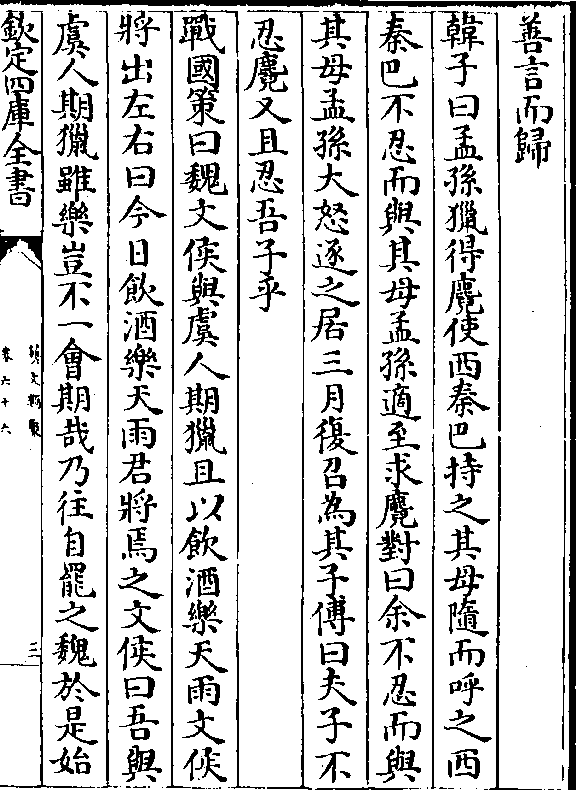 善言而歸
韓子曰孟孫獵得麑使西秦巴持之其母隨而呼之西
秦巴不忍而與其母孟孫適至求麑對曰余不忍而與
其母孟孫大怒逐之居三月復召為其子傅曰夫子不
忍麑又且忍吾子乎
戰國策曰魏文侯與虞人期獵且以飲酒樂天雨文侯
將出左右曰今日飲酒樂天雨君將焉之文侯曰吾與
虞人期獵雖樂豈不一會期哉乃往自罷之魏於是始
欽定四庫全書
藝文類聚
卷六十六
三